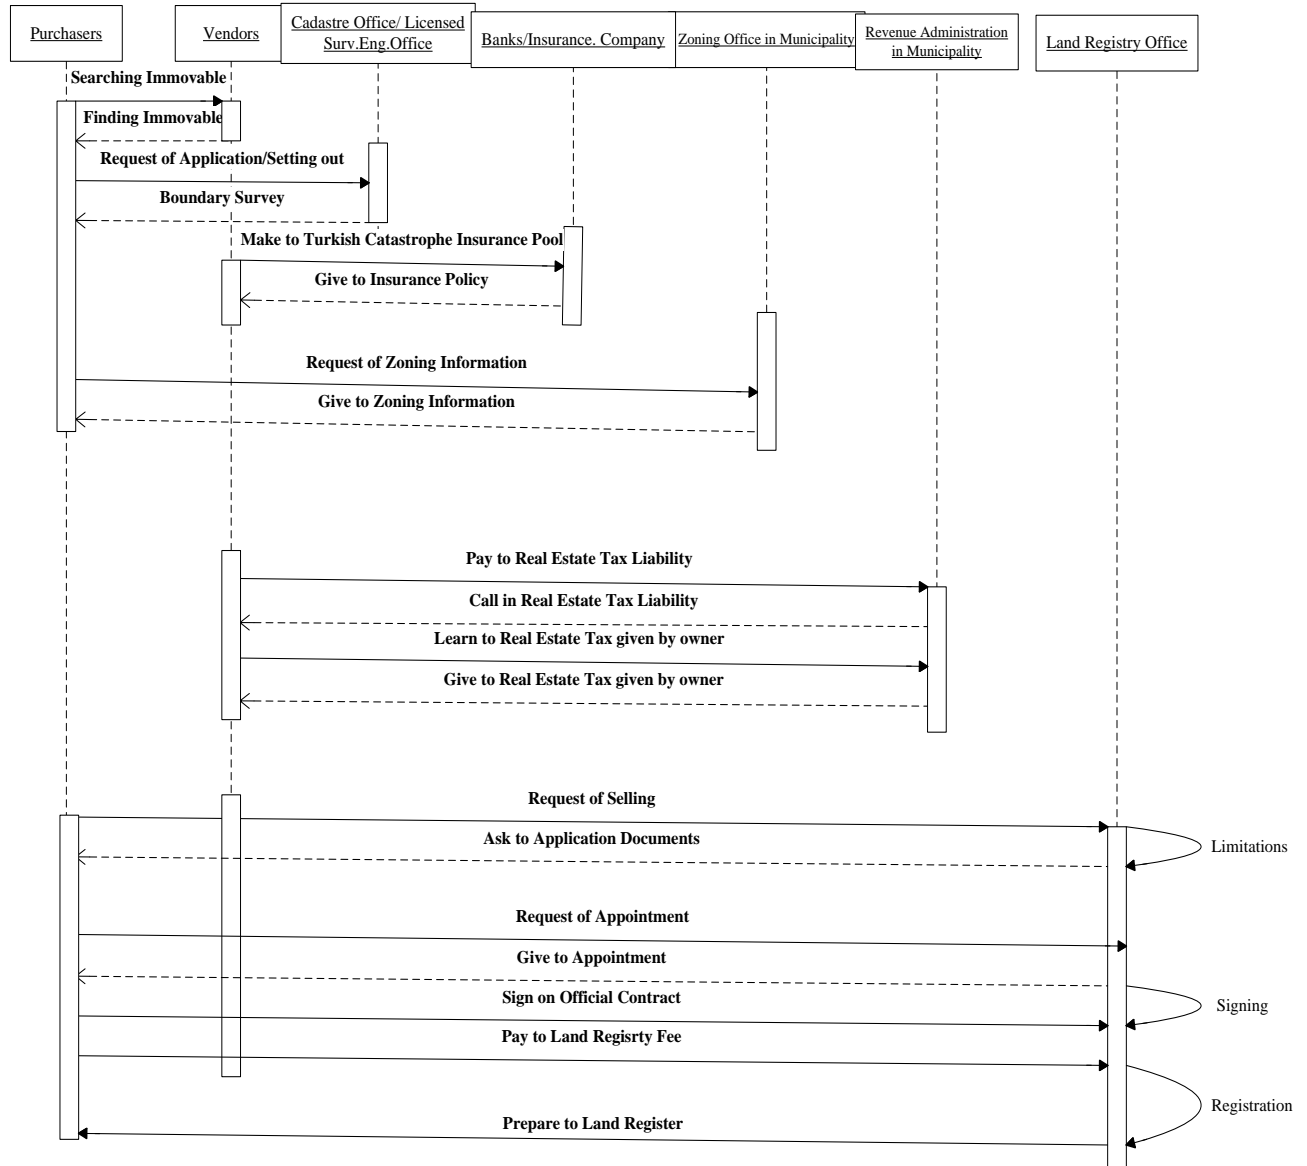 Purchasers
Vendors
Cadastre Office/ Licensed
Surv.Eng.Office
Banks/Insurance. Company
Zoning Office in Municipality
Revenue Administration
in Municipality
Land Registry Office
Searching Immovable
Finding Immovable
Request of Application/Setting out
Boundary Survey
Make to Turkish Catastrophe Insurance Pool
Give to Insurance Policy
Request of Zoning Information
Give to Zoning Information
Pay to Real Estate Tax Liability
Call in Real Estate Tax Liability
Learn to Real Estate Tax given by owner
Give to Real Estate Tax given by owner
Request of Selling
Ask to Application Documents
Limitations
Request of Appointment
Give to Appointment
Sign on Official Contract
Signing
Pay to Land Regisrty Fee
Registration
Prepare to Land Register